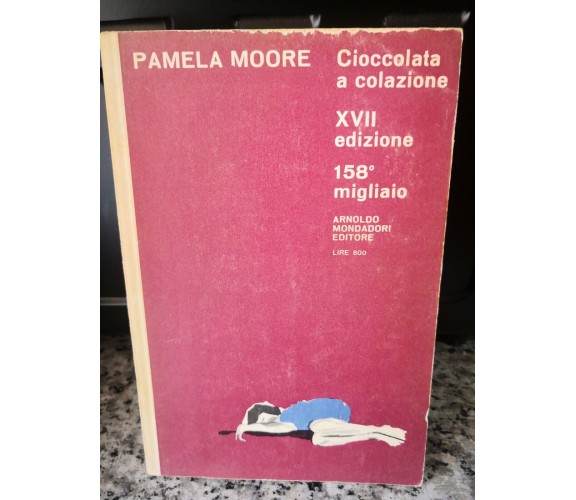 PAMELA MOORE
Cioccolata
a colazione
XVII
edizione
158°
migliaio
ARNOLDO
MONDADORI
EDITORE
LIRE 800